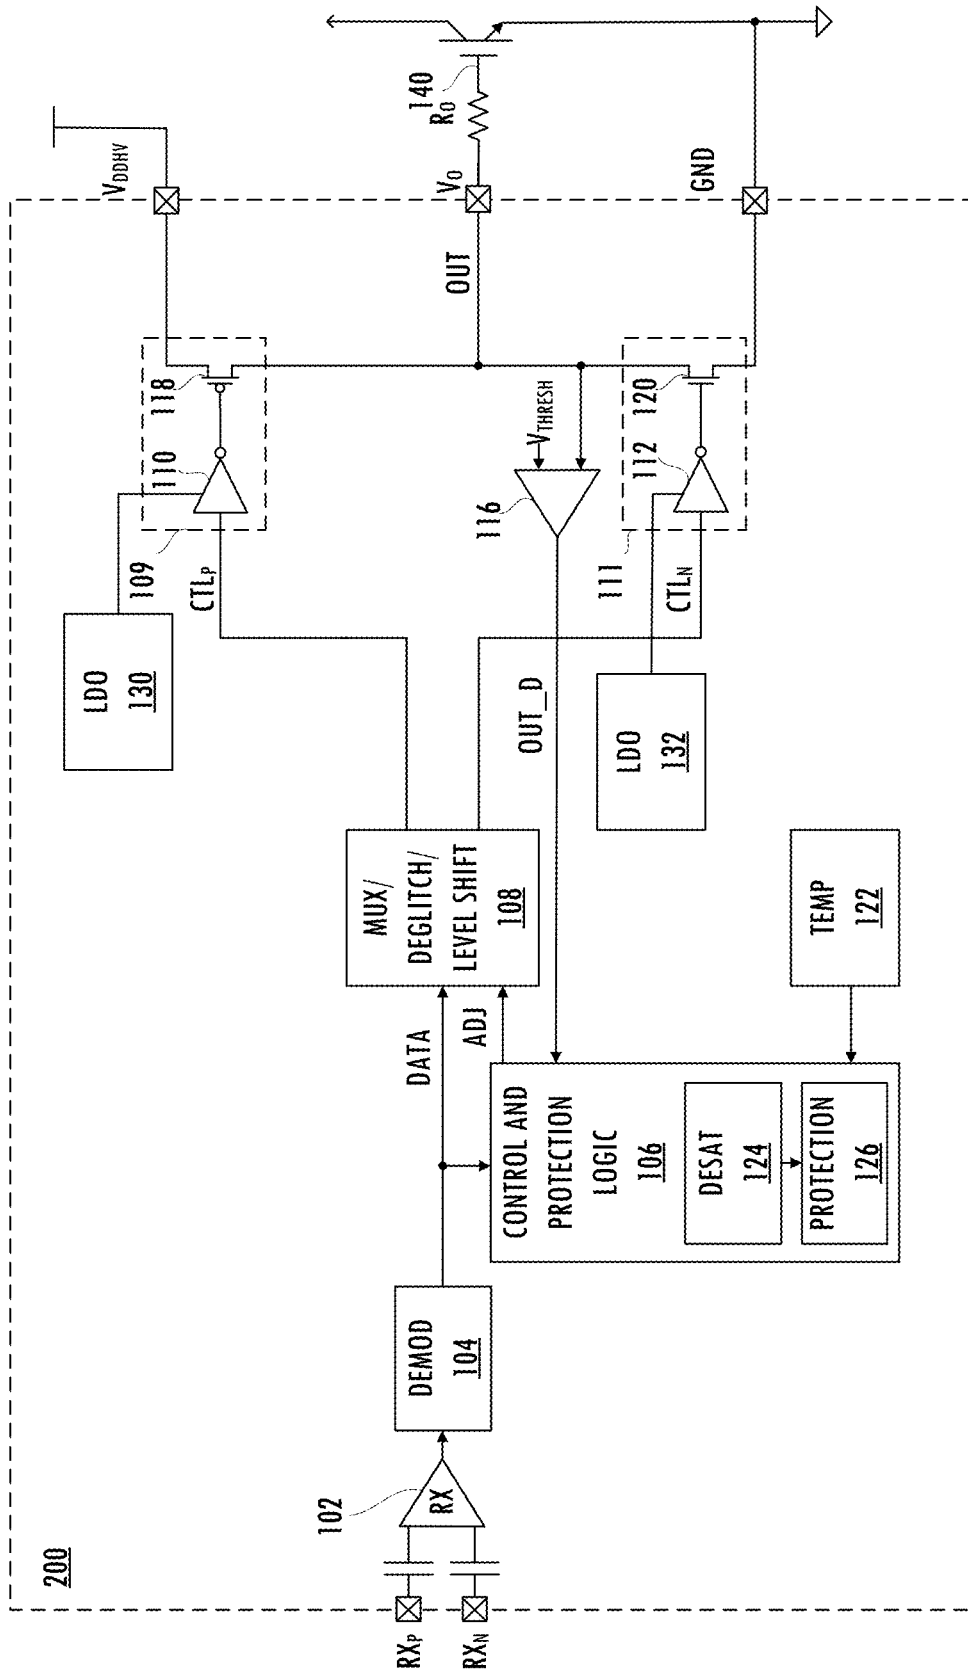 200
RXP
RXN
102
RX
DEMOD
104
DATA
ADJ
CONTROL AND
PROTECTION
LOGIC
106
DESAT
124
PROTECTION
126
TEMP
122
MUX/
DEGLITCH/
LEVEL SHIFT
108
LDO
130
LDO
132
OUT_D
CTLP
CTLN
109
111
110
112
116
VTHRESH
118
120
OUT
VDDHV
VO
GND
RO
140